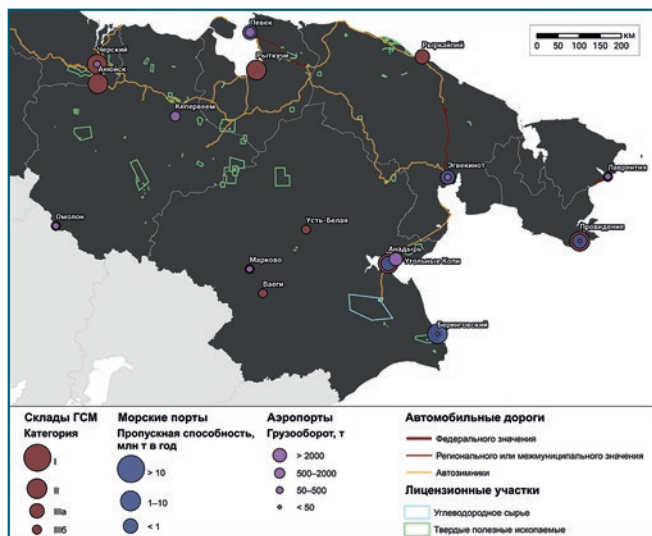 Певек
КМ
0 50 100 150 200
Рыркайпий
Черский
Рыткучи
Анюйск
Кепервеем
Эгвекинот
Лаврентия
Омолон
Усть-Белая
Провидения
Анадырь
Марково
Угольные Копи
Ваеги
Беринговский
Склады ГСМ
Категория
I
II
IIIа
IIIб
Морские порты
Пропускная способность,
млн т в год
> 10
1–10
< 1
Аэропорты
Грузооборот, т
> 2000
500–2000
50–500
< 50
Автомобильные дороги
Федерального значения
Регионального или межмуниципального значения
Автозимники
Лицензионные участки
Углеводородное сырье
Твердые полезные ископаемые